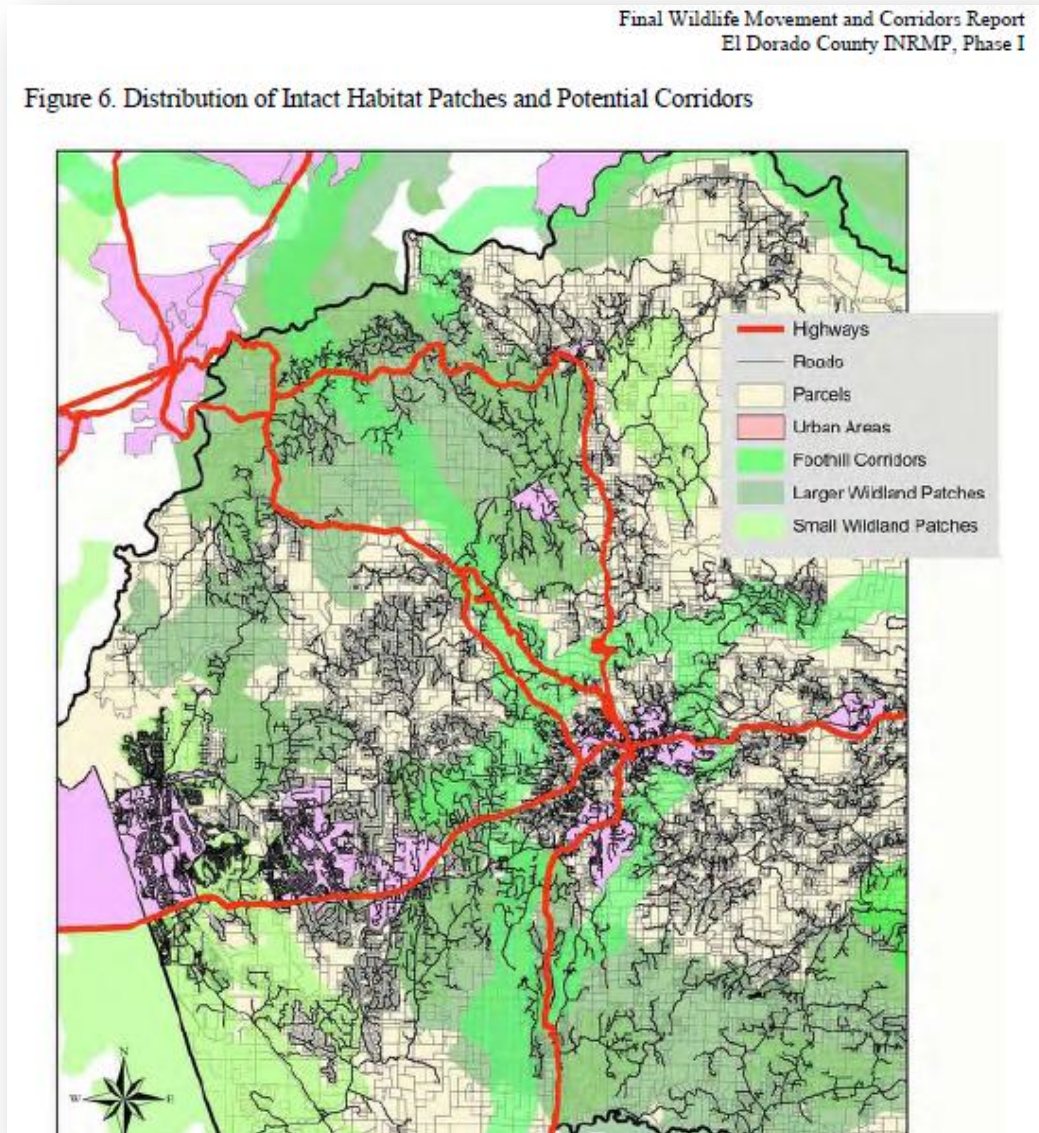 Final Wildlife Movement and Corridors Report
El Dorado County INRMP, Phase I
Figure 6. Distribution of Intact Habitat Patches and Potential Corridors
Highways
Roads
Parcels
Urban Areas
Foothill Corridors
Larger Wildland Patches
Small Wildland Patches
N
W
E